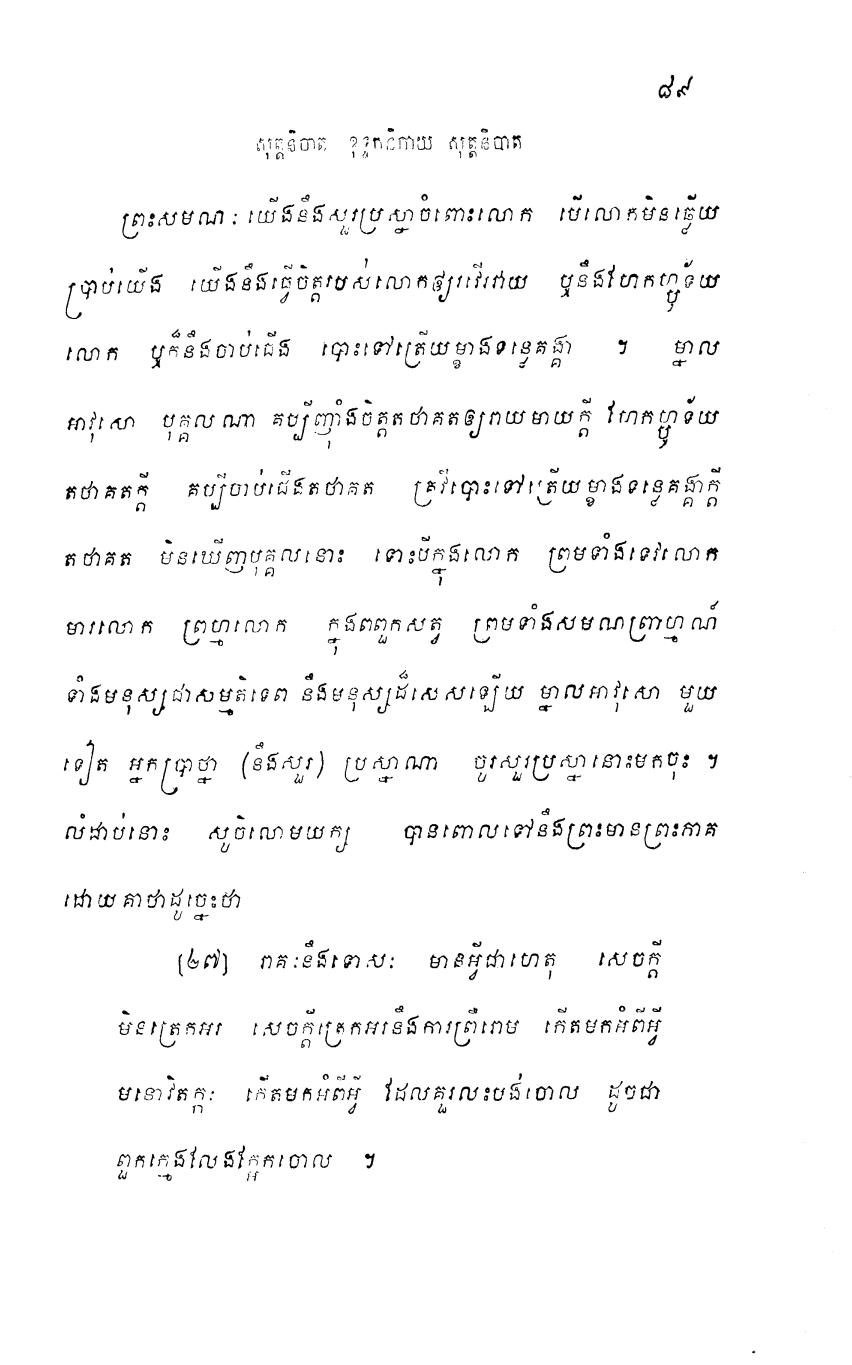 ៨៩
សុត្តនិបាត ខុទ្ទកនិកាយ សុត្តនិបាត
ព្រះសមណៈ យើងនឹងសួរប្រស្នាចំពោះលោក បើលោកមិនឆ្លើយ
ប្រាប់យើង យើងនឹងធ្វើចិត្តរបស់លោកឲ្យរវើរវាយ ឬនឹងហែកហ្ឫទ័យ
លោក ឬក៏នឹងចាប់ជើង បោះទៅត្រើយម្ខាងទន្លេគង្គា ។ ម្នាល
អាវុសោ បុគ្គលណា គប្បីញុំាងចិត្តតថាគតឲ្យរាយមាយក្តី ហែកហ្ឫទ័យ
តថាគតក្តី គប្បីចាប់ជើងតថាគត គ្រវីបោះទៅត្រើយម្ខាងទន្លេគង្គាក្តី
តថាគត មិនឃើញបុគ្គលនោះ ទោះបីក្នុងលោក ព្រមទាំងទេវលោក
មារលោក ព្រហ្មលោក ក្នុងពពួកសត្វ ព្រមទាំងសមណព្រាហ្មណ៍
ទាំងមនុស្សជាសម្មតិទេព នឹងមនុស្សដ៏សេសឡើយ ម្នាលអាវុសោ មួយ
ទៀត អ្នកប្រាថ្នា (នឹងសួរ) ប្រស្នាណា ចូរសួរប្រស្នានោះមកចុះ ។
លំដាប់នោះ សូចិលោមយក្ស បានពោលទៅនឹងព្រះមានព្រះភាគ
ដោយគាថាដូច្នេះថា
[៤៧] រាគៈនឹងទោសៈ មានអ្វីជាហេតុ សេចក្តី
មិនត្រេកអរ សេចក្តីត្រេកអរនឹងការព្រឺរោម កើតមកអំពីអ្វី
មនោវិតក្កៈ កើតមកអំពីអ្វី ដែលគួរលះបង់ចោល ដូចជា
ពួកក្មេងលែងក្អែកចោល ។